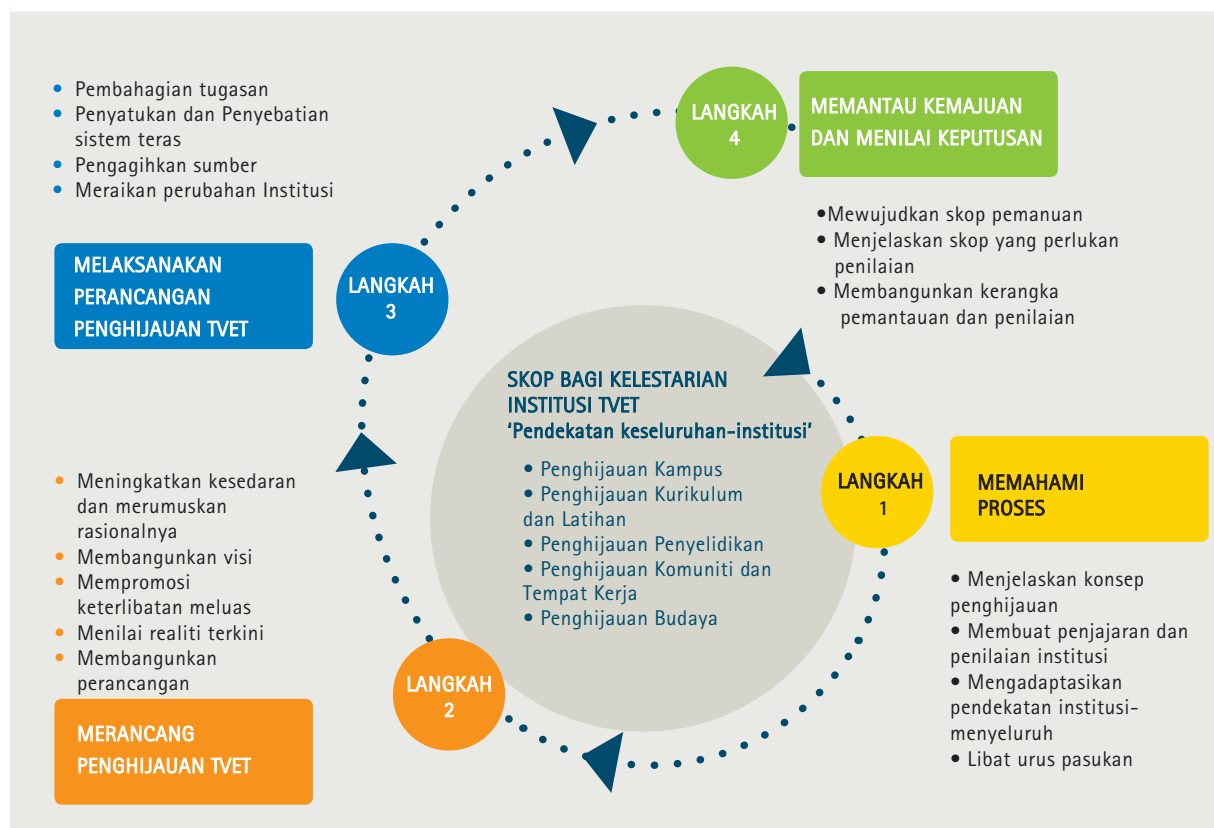 • Pembahagian tugasan
• Penyatukan dan Penyebatian
sistem teras
• Pengagihkan sumber
• Meraikan perubahan Institusi
MELAKSANAKAN
PERANCANGAN
PENGHIJAUAN TVET
LANGKAH
3
LANGKAH
4
MEMANTAU KEMAJUAN
DAN MENILAI KEPUTUSAN
•Mewujudkan skop pemanuan
• Menjelaskan skop yang perlukan
penilaian
• Membangunkan kerangka
pemantauan dan penilaian
SKOP BAGI KELESTARIAN
INSTITUSI TVET
‘Pendekatan keseluruhan-institusi’
• Penghijauan Kampus
• Penghijauan Kurikulum
dan Latihan
• Penghijauan Penyelidikan
• Penghijauan Komuniti dan
Tempat Kerja
• Penghijauan Budaya
LANGKAH
1
MEMAHAMI
PROSES
• Menjelaskan konsep
penghijauan
• Membuat penjajaran dan
penilaian institusi
• Mengadaptasikan
pendekatan institusi-
menyeluruh
• Libat urus pasukan
• Meningkatkan kesedaran
dan merumuskan
rasionalnya
• Membangunkan visi
• Mempromosi
keterlibatan meluas
• Menilai realiti terkini
• Membangunkan
perancangan
LANGKAH
2
MERANCANG
PENGHIJAUAN TVET